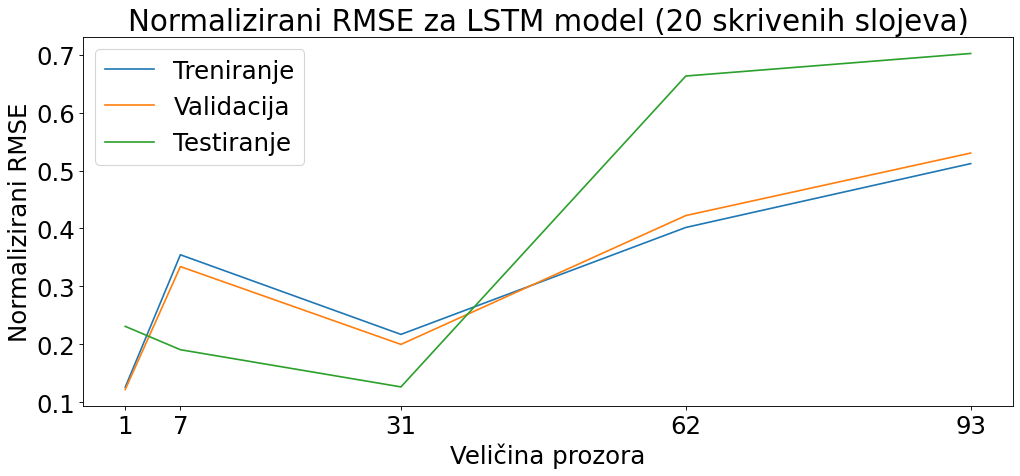 Normalizirani RMSE za LSTM model (20 skrivenih slojeva)
Treniranje
Validacija
Testiranje
Normalizirani RMSE
0.7
0.6
0.5
0.4
0.3
0.2
0.1
1 7 31 62 93
Veličina prozora